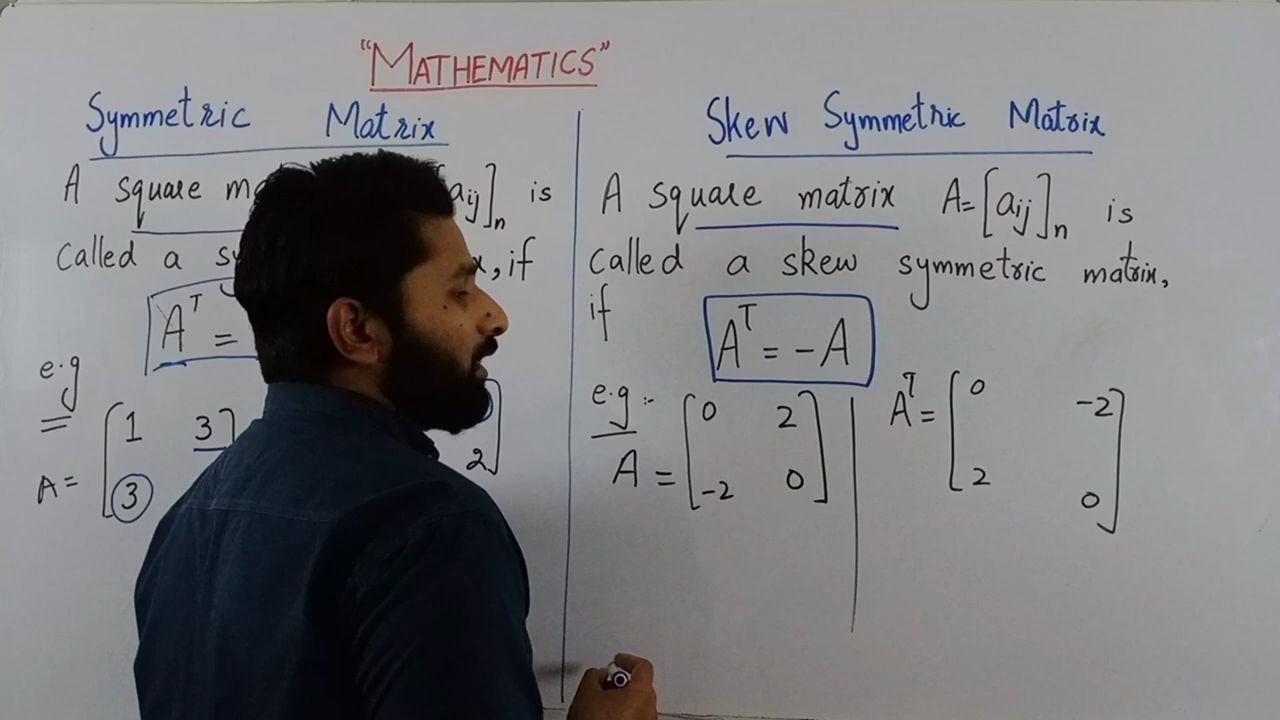 "MATHEMATICS"
Symmetric Matrix
A square [aij]n is
called a , if
A^T =
e.g
A = [1 3
3
2]
Skew Symmetric Matrix
A square matrix A=[aij]n is
called a skew symmetric matrix,
if
A^T = -A
e.g :-
A = [0 2
-2 0]
A^T = [0 -2
2 0]